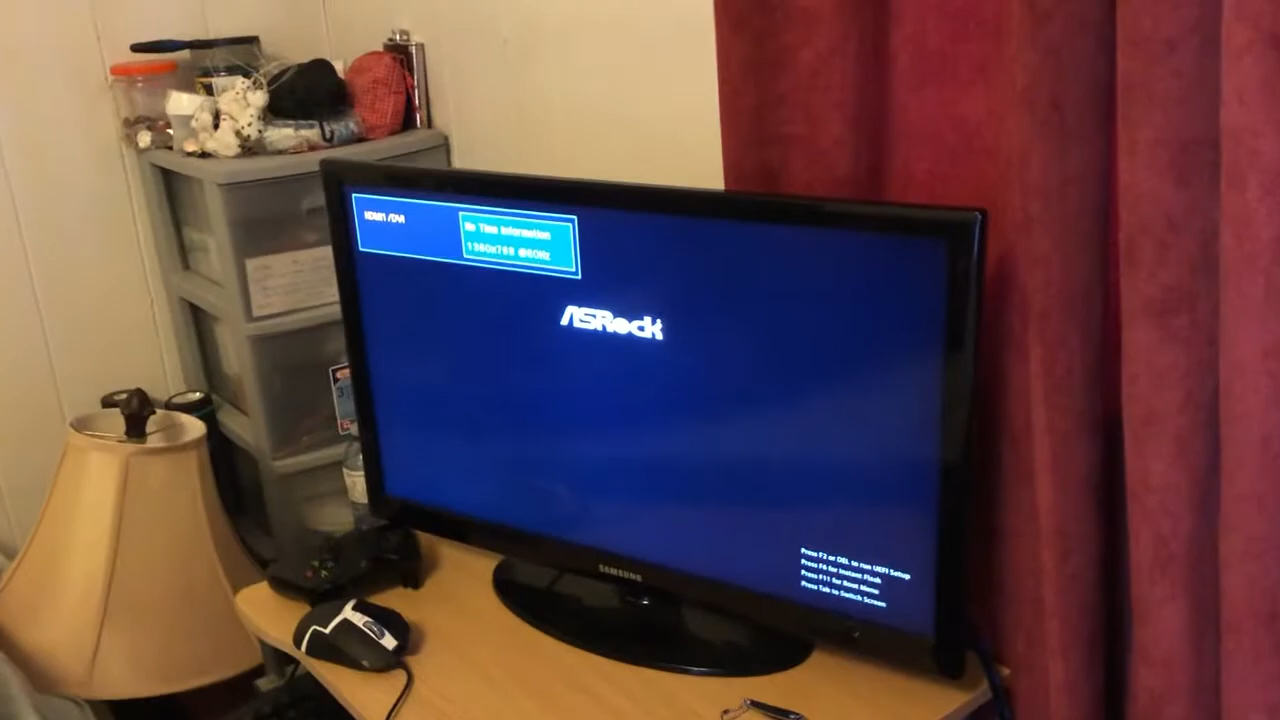 HDMI1/DVI
No Time Information
1360x768 @60Hz
ASRock
3
Press F2 or DEL to run UEFI Setup
Press F6 for Instant Flash
Press F11 for Boot Menu
Press Tab to Switch Screen
SAMSUNG